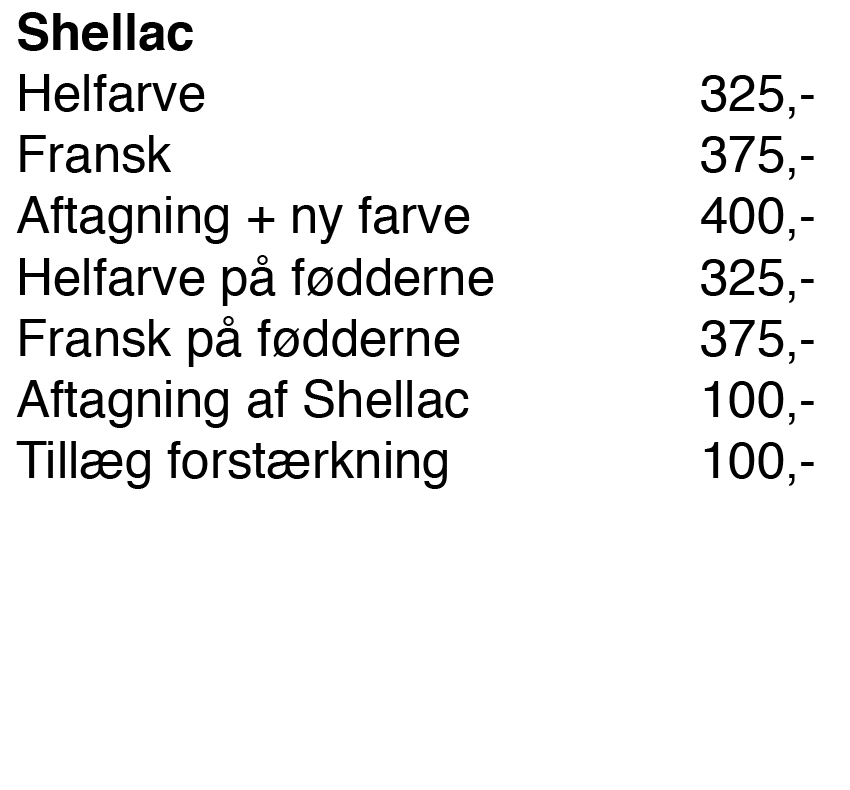 Shellac
Helfarve 325,-
Fransk 375,-
Aftagning + ny farve 400,-
Helfarve på fødderne 325,-
Fransk på fødderne 375,-
Aftagning af Shellac 100,-
Tillæg forstærkning 100,-